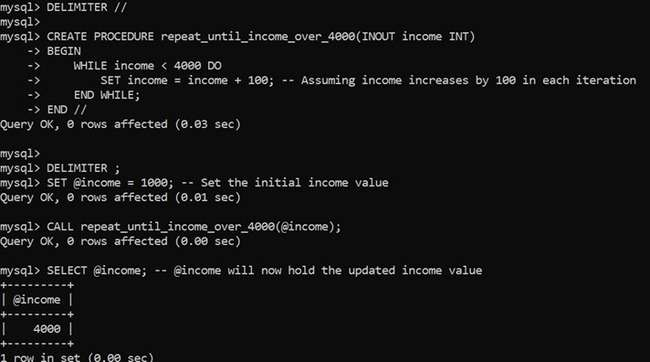 mysql> DELIMITER //
mysql>
mysql> CREATE PROCEDURE repeat_until_income_over_4000(INOUT income INT)
    -> BEGIN
    ->     WHILE income < 4000 DO
    ->         SET income = income + 100; -- Assuming income increases by 100 in each iteration
    ->     END WHILE;
    -> END //
Query OK, 0 rows affected (0.03 sec)
mysql>
mysql> DELIMITER ;
mysql> SET @income = 1000; -- Set the initial income value
Query OK, 0 rows affected (0.01 sec)
mysql> CALL repeat_until_income_over_4000(@income);
Query OK, 0 rows affected (0.00 sec)
mysql> SELECT @income; -- @income will now hold the updated income value
+---------+
| @income |
+---------+
|    4000 |
+---------+
1 row in set (0.00 sec)